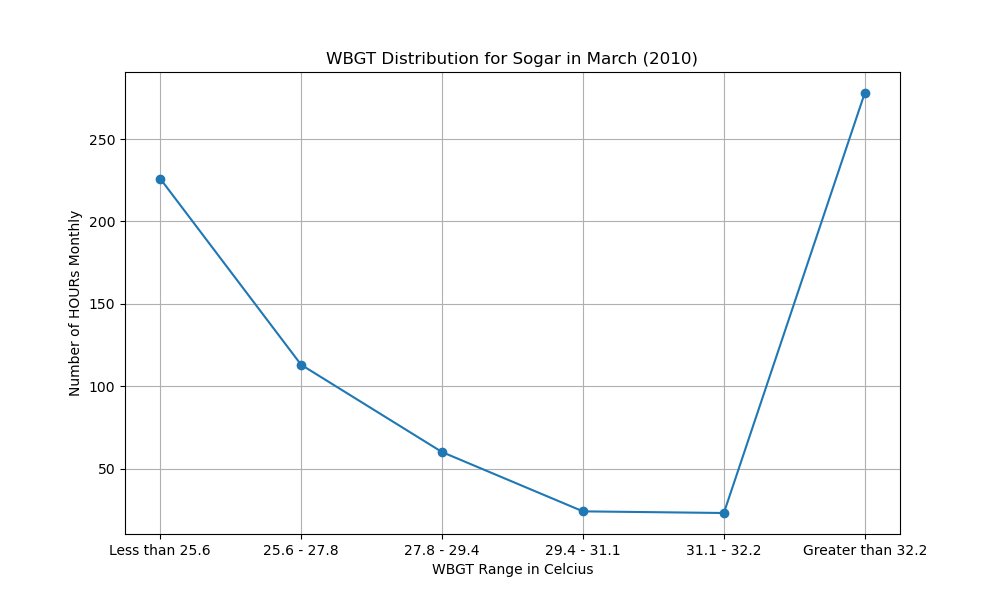 WBGT Distribution for Sogar in March (2010)
Number of HOURs Monthly
250
200
150
100
50
Less than 25.6
25.6 - 27.8
27.8 - 29.4
29.4 - 31.1
31.1 - 32.2
Greater than 32.2
WBGT Range in Celcius